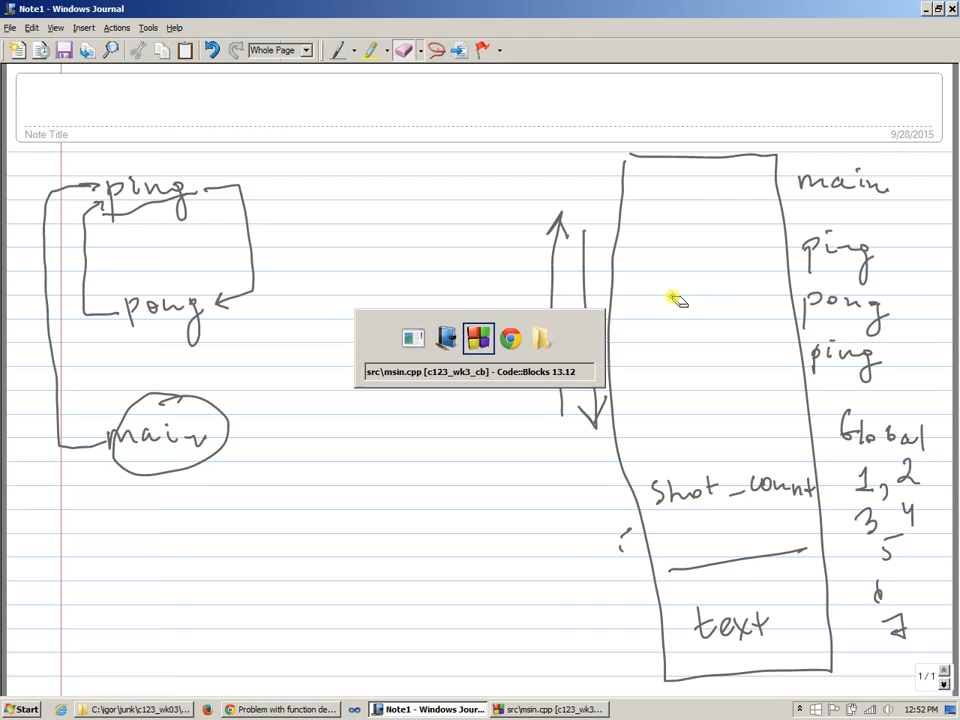 Note1 - Windows Journal
File Edit View Insert Actions Tools Help
Whole Page
Note Title
9/28/2015
ping
pong
main
main
ping
pong
ping
Global
shot_count
1, 2
3 4
5
6
7
text
src\msin.cpp [c123_wk3_cb] - Code::Blocks 13.12
1/1
Start
C:\igor\junk\c123_wk03\...
Problem with function de...
Note1 - Windows Jour...
src\msin.cpp [c123_wk3...
12:52 PM